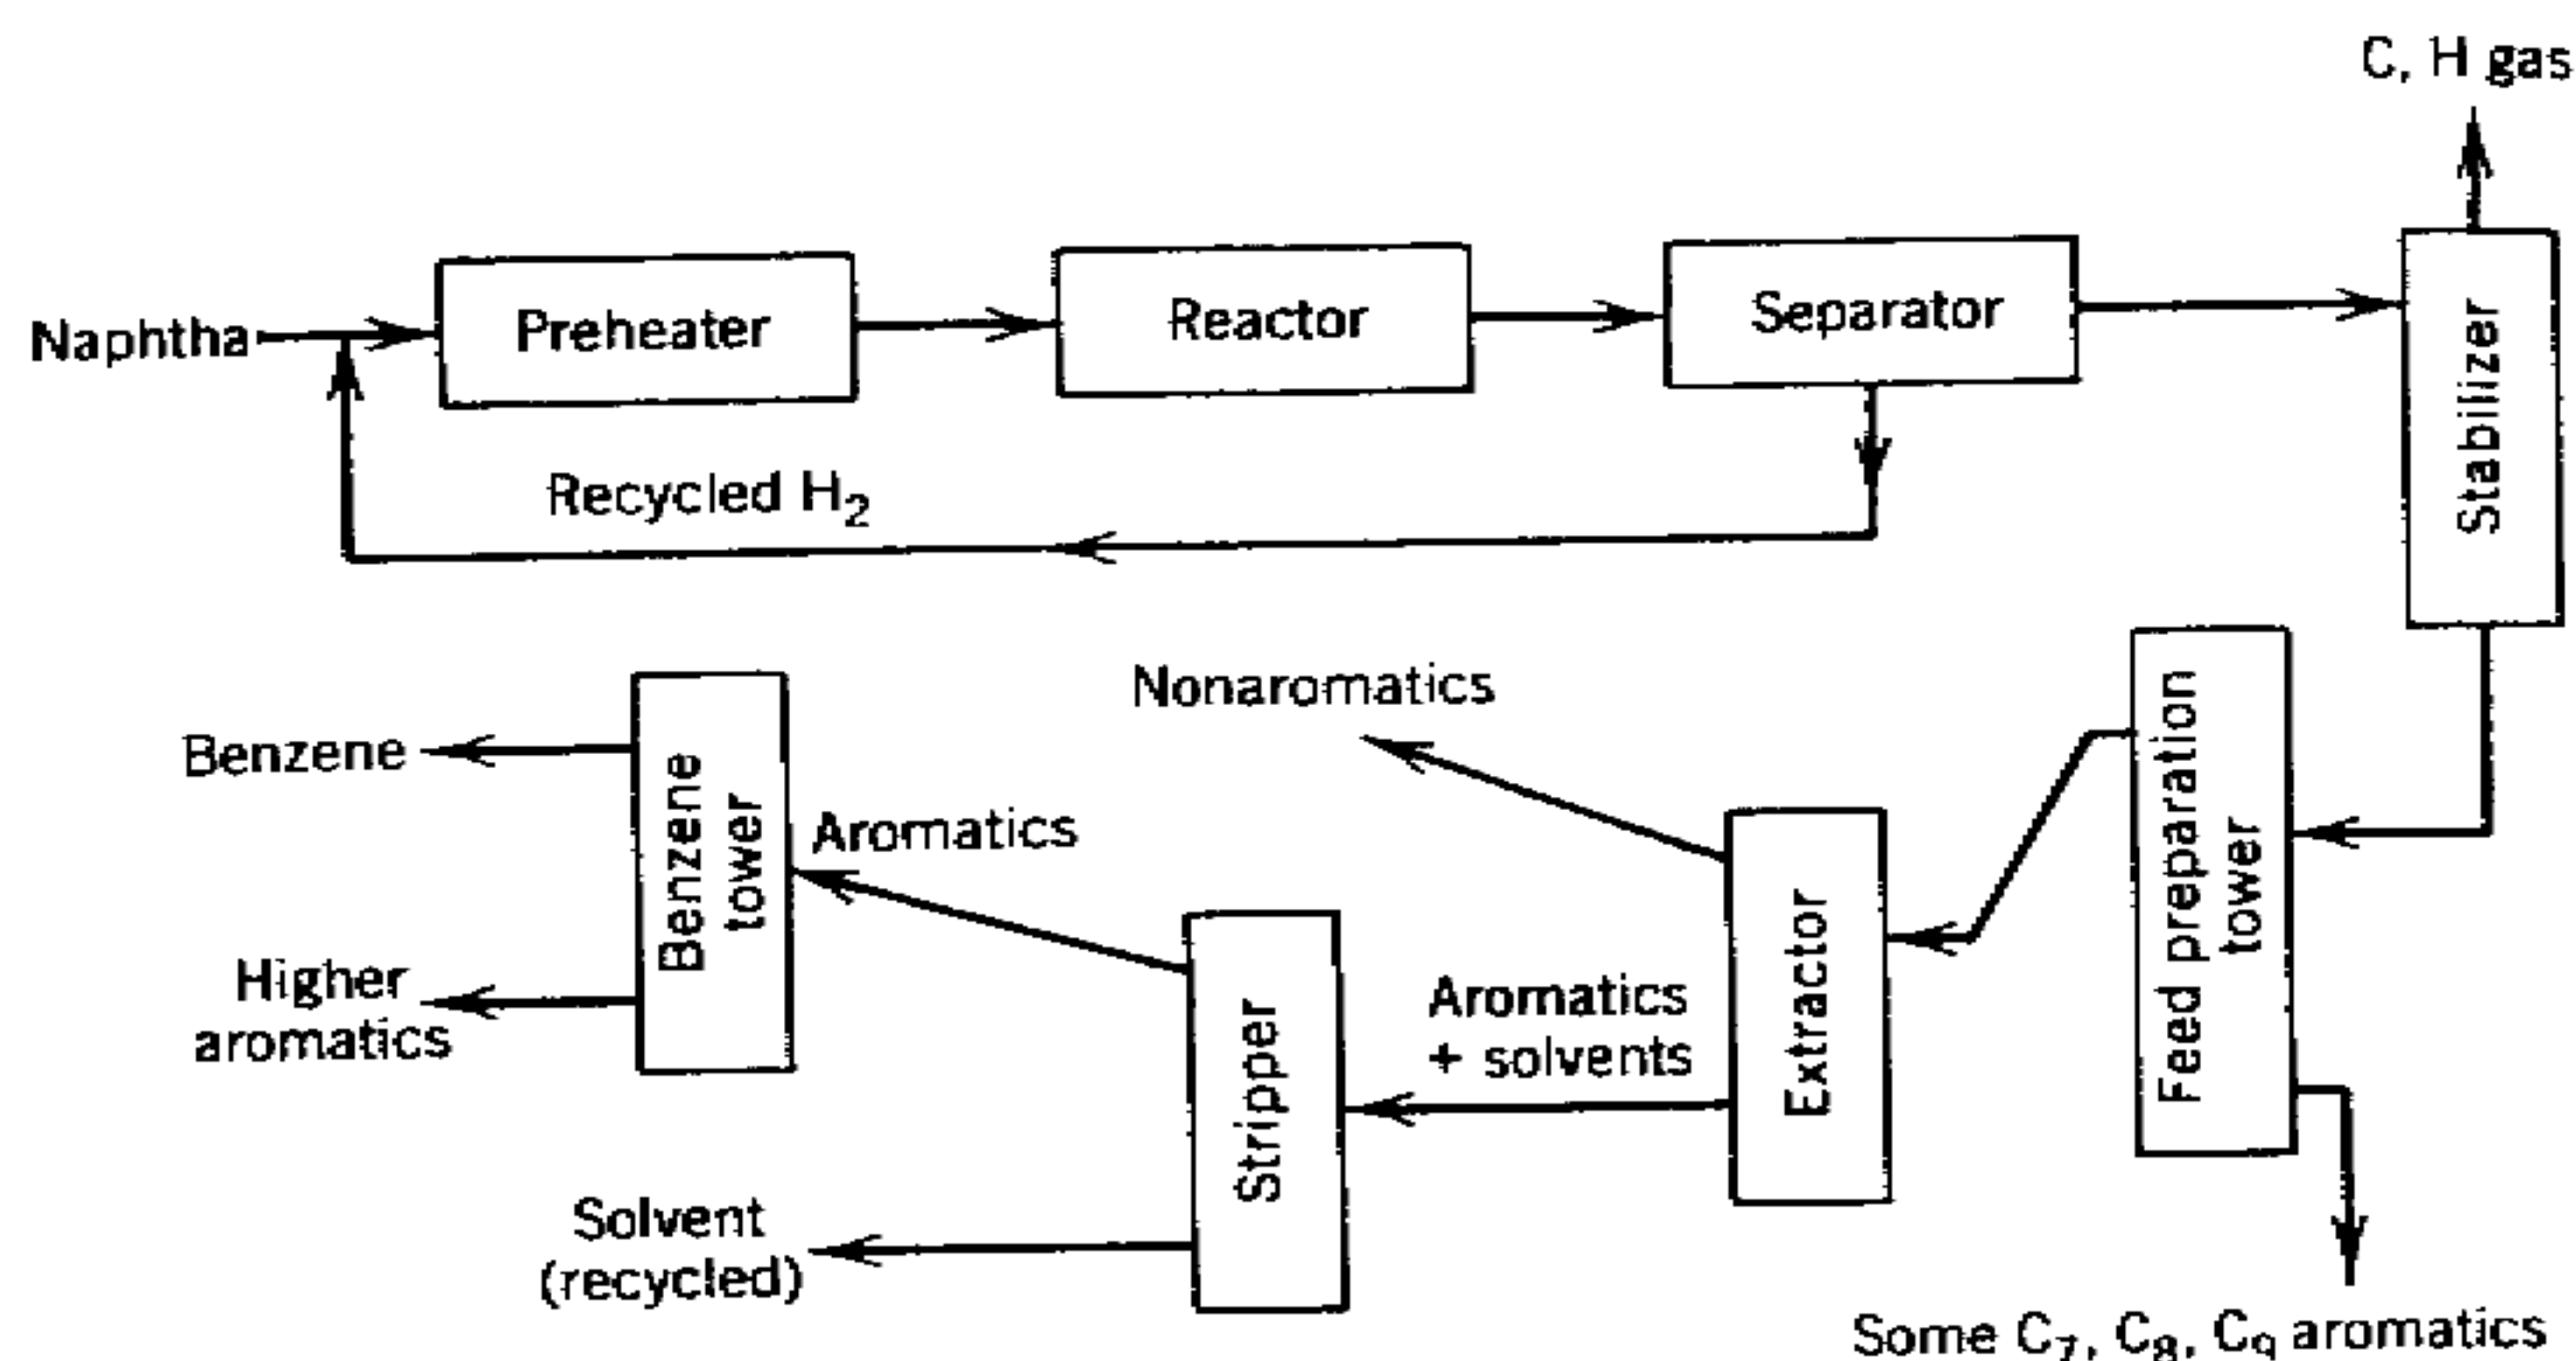 C, H gas
Naphtha
Preheater
Reactor
Separator
Stabilizer
Recycled H₂
Nonaromatics
Benzene
Benzene
tower
Aromatics
Higher
aromatics
Aromatics
+ solvents
Stripper
Extractor
Feed preparation
tower
Solvent
(recycled)
Some C₇, C₈, C₉ aromatics